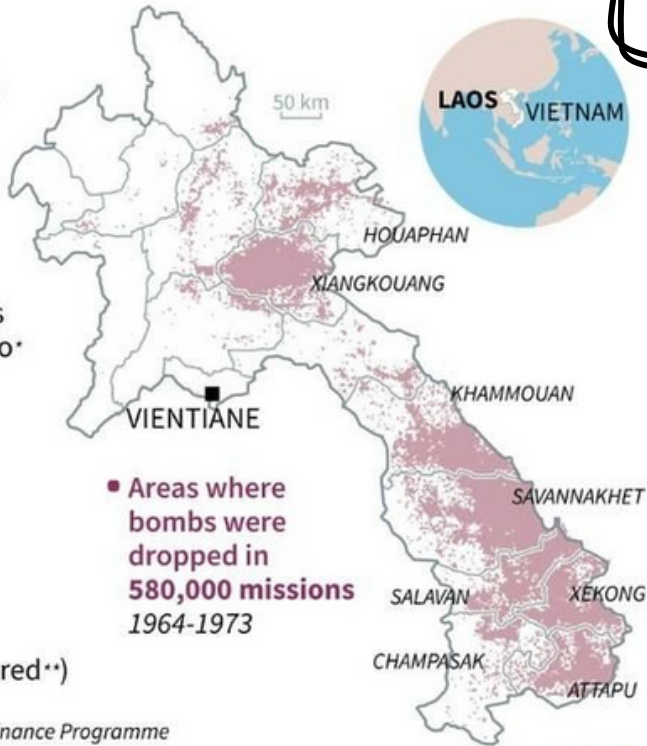 50 km
LAOS
VIETNAM
HOUAPHAN
XIANGKOUANG
s
o*
KHAMMOUAN
VIENTIANE
Areas where
bombs were
dropped in
580,000 missions
1964-1973
SAVANNAKHET
SALAVAN
XEKONG
CHAMPASAK
red**)
ATTAPU
inance Programme